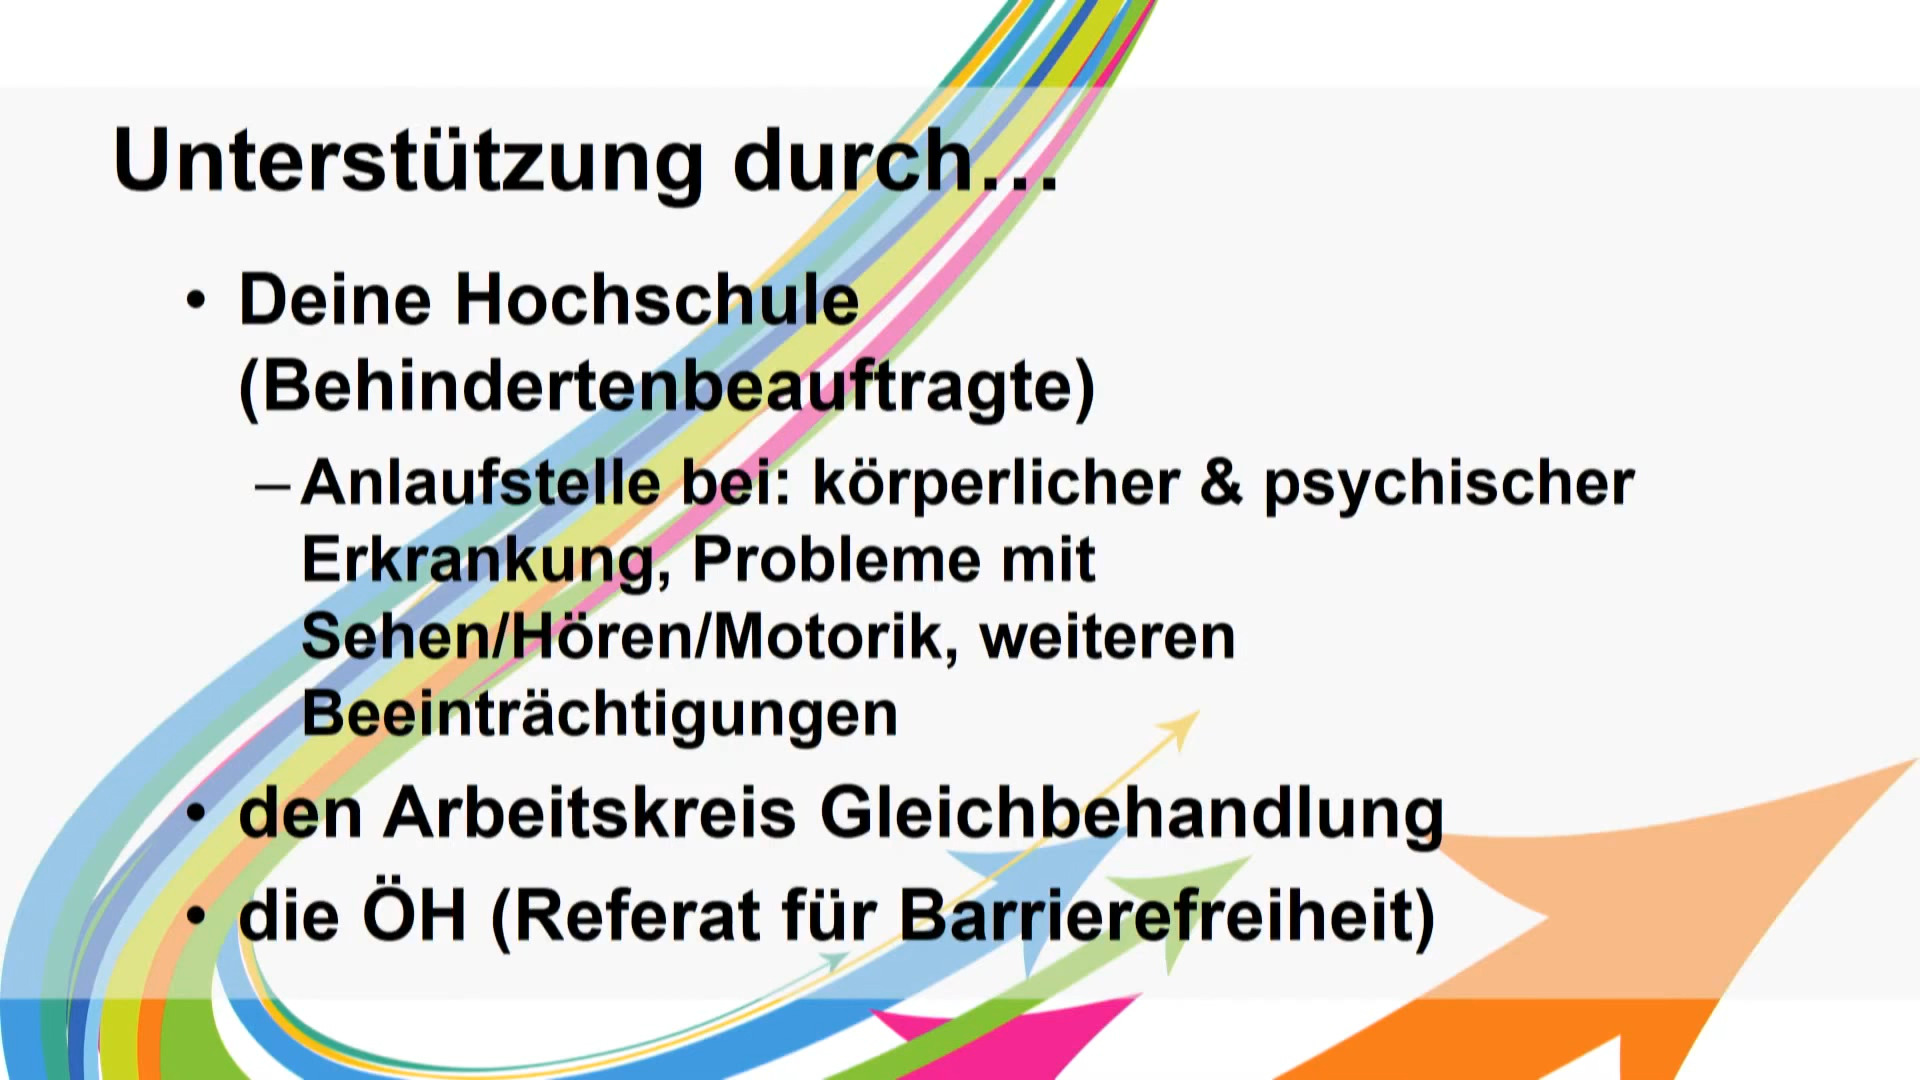 Unterstützung durch…
• Deine Hochschule
(Behindertenbeauftragte)
– Anlaufstelle bei: körperlicher & psychischer
Erkrankung, Probleme mit
Sehen/Hören/Motorik, weiteren
Beeinträchtigungen
• den Arbeitskreis Gleichbehandlung
• die ÖH (Referat für Barrierefreiheit)